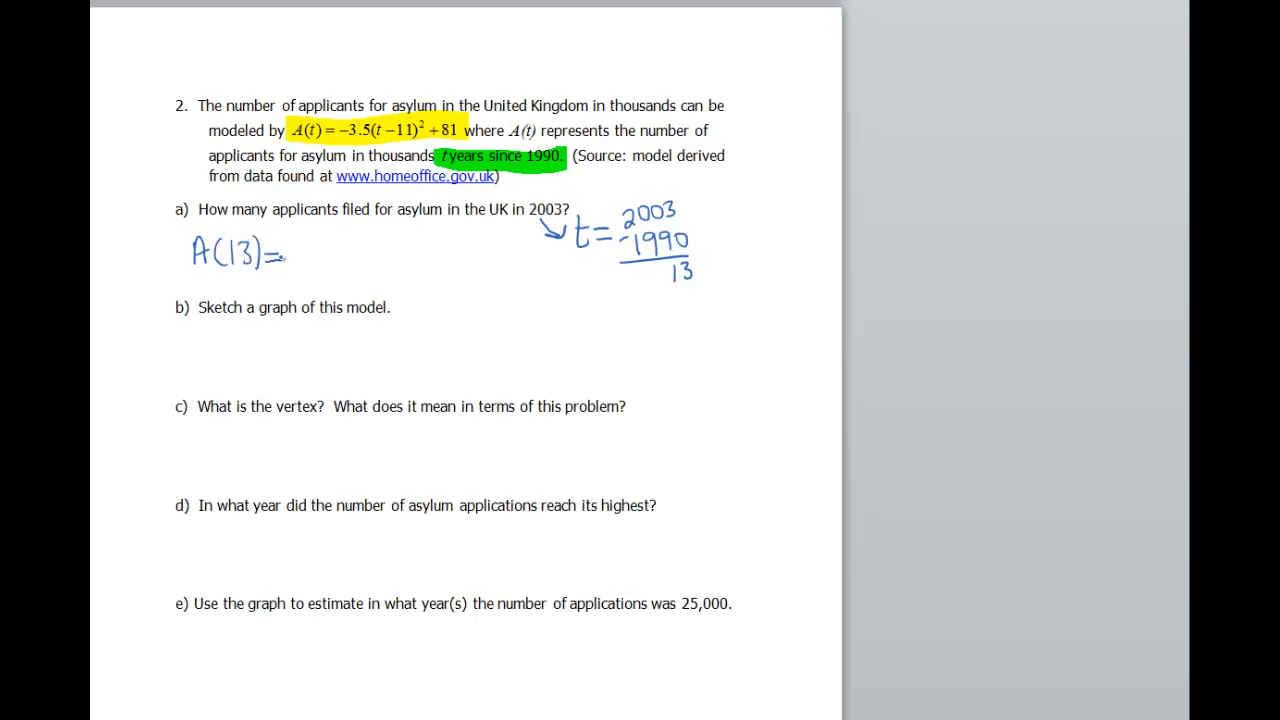 2. The number of applicants for asylum in the United Kingdom in thousands can be
modeled by A(t) = −3.5(t −11)² +81 where A(t) represents the number of
applicants for asylum in thousands t years since 1990. (Source: model derived
from data found at www.homeoffice.gov.uk)
a) How many applicants filed for asylum in the UK in 2003?
t= 2003
-1990
13
A(13)=
b) Sketch a graph of this model.
c) What is the vertex? What does it mean in terms of this problem?
d) In what year did the number of asylum applications reach its highest?
e) Use the graph to estimate in what year(s) the number of applications was 25,000.